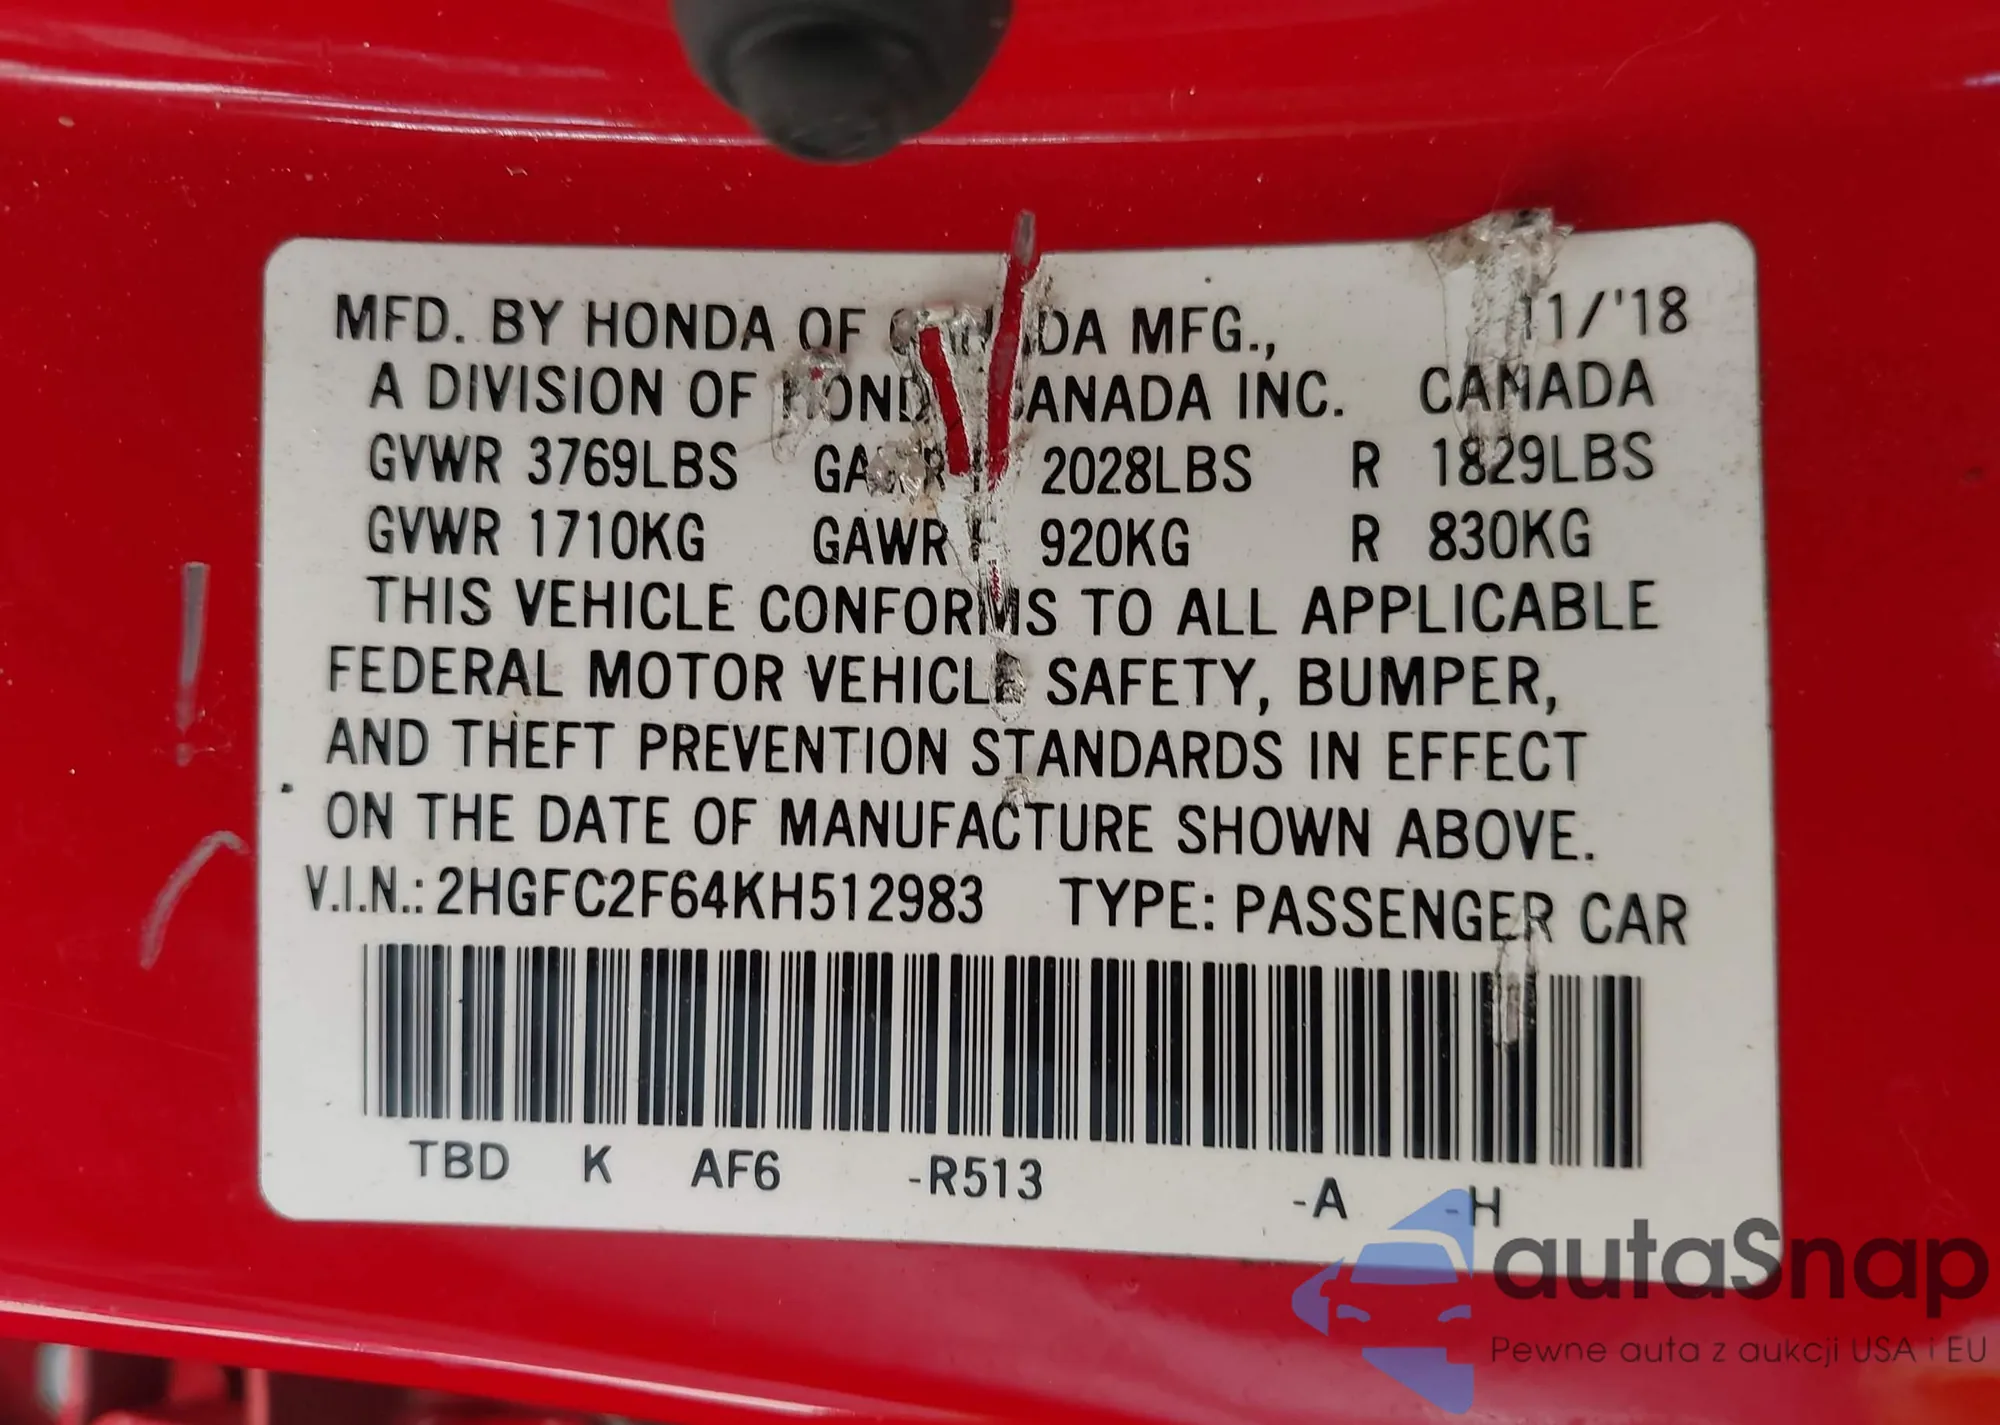 MFD. BY HONDA OF CANADA MFG., 11/'18
A DIVISION OF HONDA CANADA INC. CANADA
GVWR 3769LBS GAWR F 2028LBS R 1829LBS
GVWR 1710KG GAWR F 920KG R 830KG
THIS VEHICLE CONFORMS TO ALL APPLICABLE
FEDERAL MOTOR VEHICLE SAFETY, BUMPER,
AND THEFT PREVENTION STANDARDS IN EFFECT
ON THE DATE OF MANUFACTURE SHOWN ABOVE.
V.I.N.: 2HGFC2F64KH512983 TYPE: PASSENGER CAR
TBD K AF6 -R513 -A -H
autaSnap
Pewne auta z aukcji USA i EU